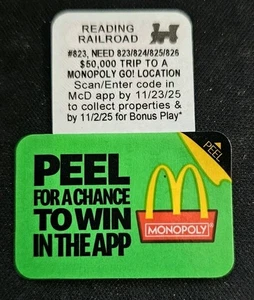 READING
RAILROAD
#823, NEED 823/824/825/826
$50,000 TRIP TO A
MONOPOLY GO! LOCATION
Scan/Enter code in
McD app by 11/23/25
to collect properties &
by 11/2/25 for Bonus Play*
PEEL
PEEL
FOR A CHANCE
TO WIN
IN THE APP
MONOPOLY